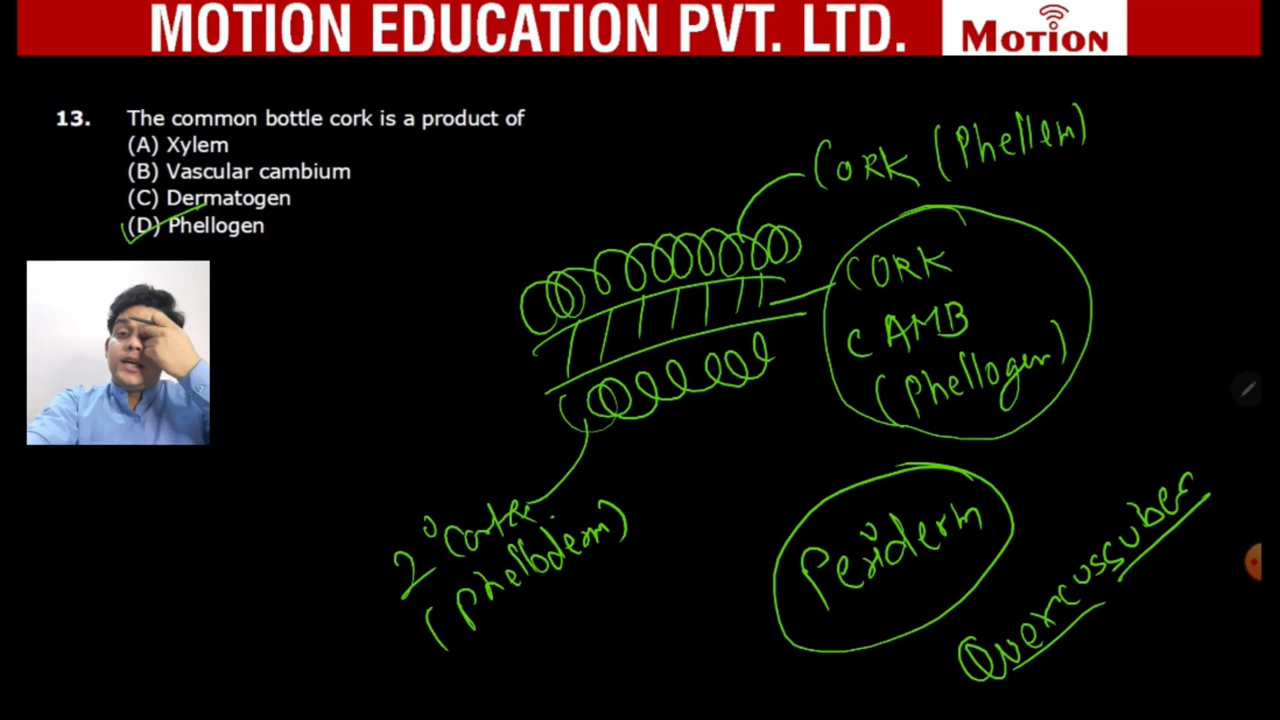 MOTION EDUCATION PVT. LTD.
MOTION
13. The common bottle cork is a product of
(A) Xylem
(B) Vascular cambium
(C) Dermatogen
(D) Phellogen
CORK (Phellem)
CORK
CAMB
(Phellogen)
2° Cortex
(Phelloderm)
Periderm
Quercus suber